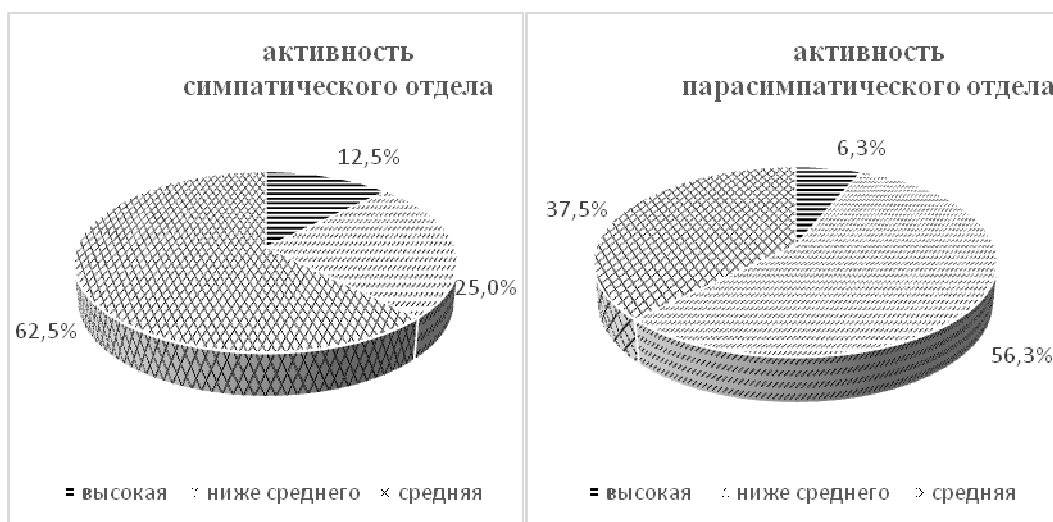 активность
симпатического отдела
12,5%
25,0%
62,5%
высокая ниже среднего средняя
активность
парасимпатического отдела
6,3%
37,5%
56,3%
высокая ниже среднего средняя